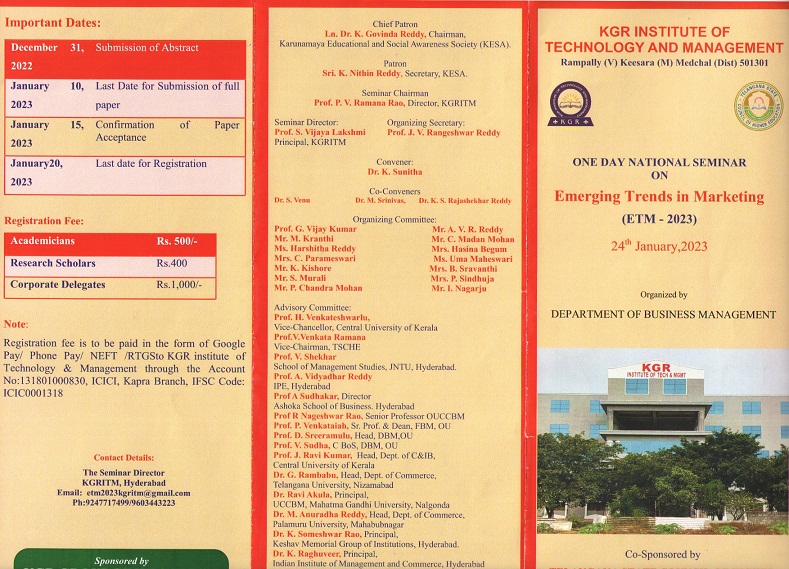 Important Dates:
December 31, 2022 Submission of Abstract
January 10, 2023 Last Date for Submission of full paper
January 15, 2023 Confirmation of Paper Acceptance
January20, 2023 Last date for Registration
Registration Fee:
Academicians Rs. 500/-
Research Scholars Rs.400
Corporate Delegates Rs.1,000/-
Note:
Registration fee is to be paid in the form of Google
Pay/ Phone Pay/ NEFT /RTGSto KGR institute of
Technology & Management through the Account
No:131801000830, ICICI, Kapra Branch, IFSC Code:
ICIC0001318
Contact Details:
The Seminar Director
KGRITM, Hyderabad
Email: etm2023kgritm@gmail.com
Ph:9247717499/9603443223
Sponsored by
Chief Patron
Ln. Dr. K. Govinda Reddy, Chairman,
Karunamaya Educational and Social Awareness Society (KESA).
Patron
Sri. K. Nithin Reddy, Secretary, KESA.
Seminar Chairman
Prof. P. V. Ramana Rao, Director, KGRITM
Seminar Director: Organizing Secretary:
Prof. S. Vijaya Lakshmi Prof. J. V. Rangeshwar Reddy
Principal, KGRITM
Convener:
Dr. K. Sunitha
Co-Conveners
Dr. S. Venu Dr. M. Srinivas, Dr. K. S. Rajashekhar Reddy
Organizing Committee:
Prof. G. Vijay Kumar Mr. A. V. R. Reddy
Mr. M. Kranthi Mr. C. Madan Mohan
Ms. Harshitha Reddy Mrs. Hasina Begum
Mrs. C. Parameswari Ms. Uma Maheswari
Mr. K. Kishore Mrs. B. Sravanthi
Mr. S. Murali Mrs. P. Sindhuja
Mr. P. Chandra Mohan Mr. I. Nagarju
Advisory Committee:
Prof. H. Venkateshwarlu,
Vice-Chancellor, Central University of Kerala
Prof.V.Venkata Ramana
Vice-Chairman, TSCHE
Prof. V. Shekhar
School of Management Studies, JNTU, Hyderabad.
Prof. A. Vidyadhar Reddy
IPE, Hyderabad
Prof A Sudhakar, Director
Ashoka School of Business. Hyderabad
Prof R Nageshwar Rao, Senior Professor OUCCBM
Prof. P. Venkataiah, Sr. Prof. & Dean, FBM, OU
Prof. D. Sreeramulu, Head, DBM,OU
Prof. V. Sudha, C BoS, DBM, OU
Prof. J. Ravi Kumar, Head, Dept. of C&IB,
Central University of Kerala
Dr. G. Rambabu, Head, Dept. of Commerce,
Telangana University, Nizamabad
Dr. Ravi Akula, Principal,
UCCBM, Mahatma Gandhi University, Nalgonda
Dr. M. Anuradha Reddy, Head, Dept. of Commerce,
Palamuru University, Mahabubnagar
Dr. K. Someshwar Rao, Principal,
Keshav Memorial Group of Institutions, Hyderabad.
Dr. K. Raghuveer, Principal,
Indian Institute of Management and Commerce, Hyderabad
KGR INSTITUTE OF
TECHNOLOGY AND MANAGEMENT
Rampally (V) Keesara (M) Medchal (Dist) 501301
KGR
TELANGANA STATE
COUNCIL OF HIGHER EDUCATION
ONE DAY NATIONAL SEMINAR
ON
Emerging Trends in Marketing
(ETM - 2023)
24th January,2023
Organized by
DEPARTMENT OF BUSINESS MANAGEMENT
KGR
INSTITUTE OF TECH & MGMT
Co-Sponsored by